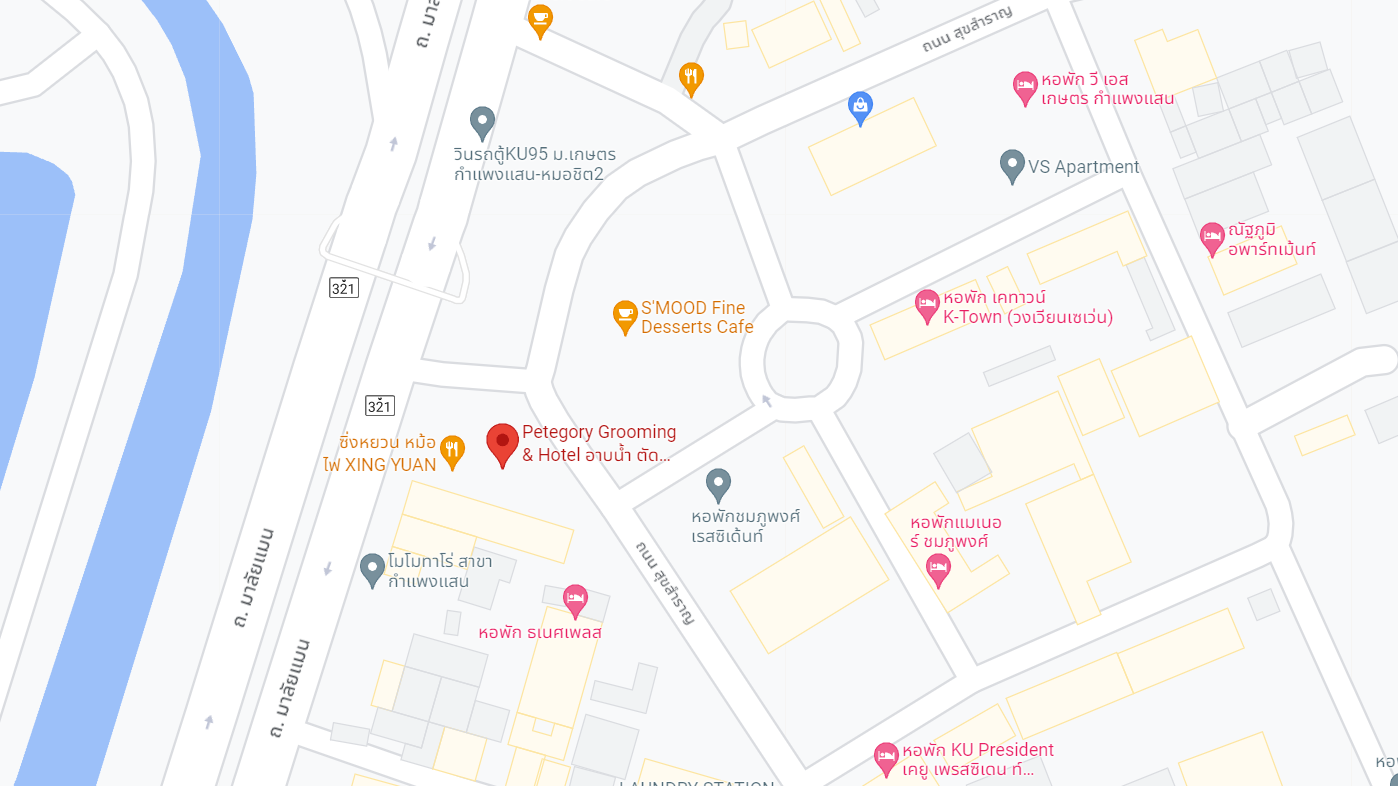 ถ. มา
ถนน สุขสำราญ
หอพัก วี เอส
เกษตร กำแพงแสน
วินรถตู้KU95 ม.เกษตร
กำแพงแสน-หมอชิต2
VS Apartment
ณัฐภูมิ
อพาร์ทเม้นท์
321
หอพัก เคทาวน์
K-Town (วงเวียนเซเว่น)
S'MOOD Fine
Desserts Cafe
321
ซิ่งหยวน หม้อ
ไฟ XING YUAN
Petegory Grooming
& Hotel อาบน้ำ ตัด...
หอพักชมภูพงศ์
เรสซิเด้นท์
หอพักแมเนอ
ร์ ชมภูพงศ์
ถ. มาลัยแมน
โมโมทาโร่ สาขา
กำแพงแสน
ถนน สุขสำราญ
หอพัก ธเนศเพลส
ถ. มาลัยแมน
หอพัก KU President
เคยู เพรสซิเดน ท์...
LAUNDRY STATION